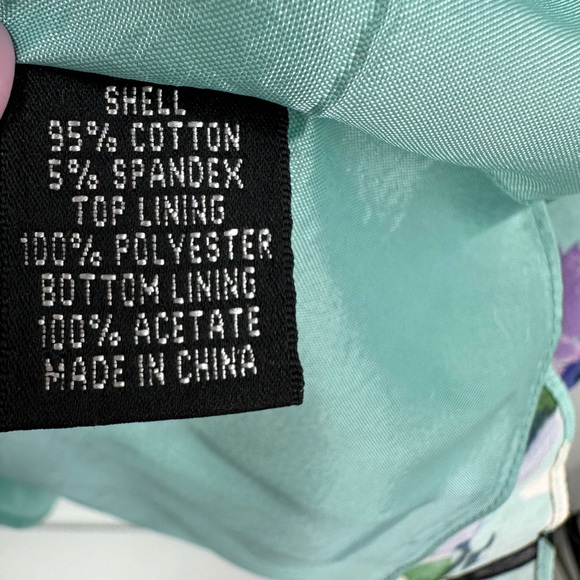 SHELL
95% COTTON
5% SPANDEX
TOP LINING
100% POLYESTER
BOTTOM LINING
100% ACETATE
MADE IN CHINA